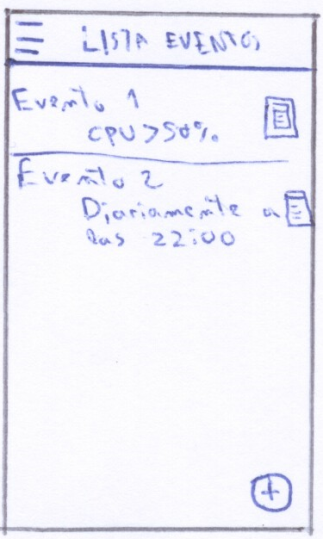 LISTA EVENTOS
Evento 1
CPU>50%
Evento 2
Diariamente a
las 22:00